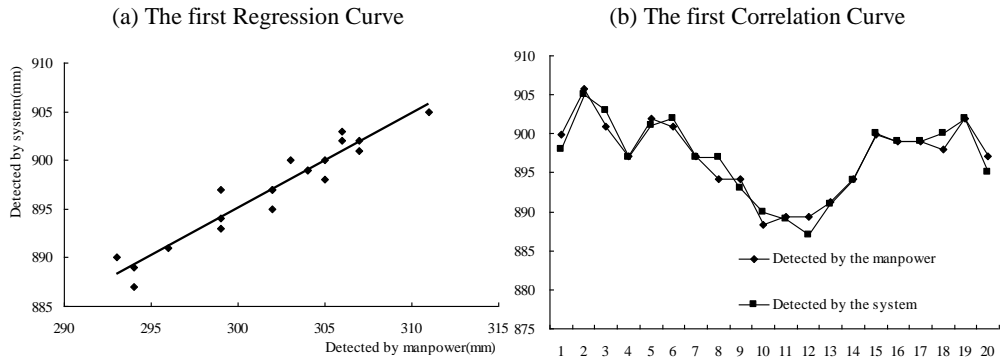 (a) The first Regression Curve
(b) The first Correlation Curve
Detected by system(mm)
910
905
900
895
890
885
290 295 300 305 310 315
Detected by manpower(mm)
910
905
900
895
890
885
880
875
Detected by the manpower
Detected by the system
1 2 3 4 5 6 7 8 9 10 11 12 13 14 15 16 17 18 19 20